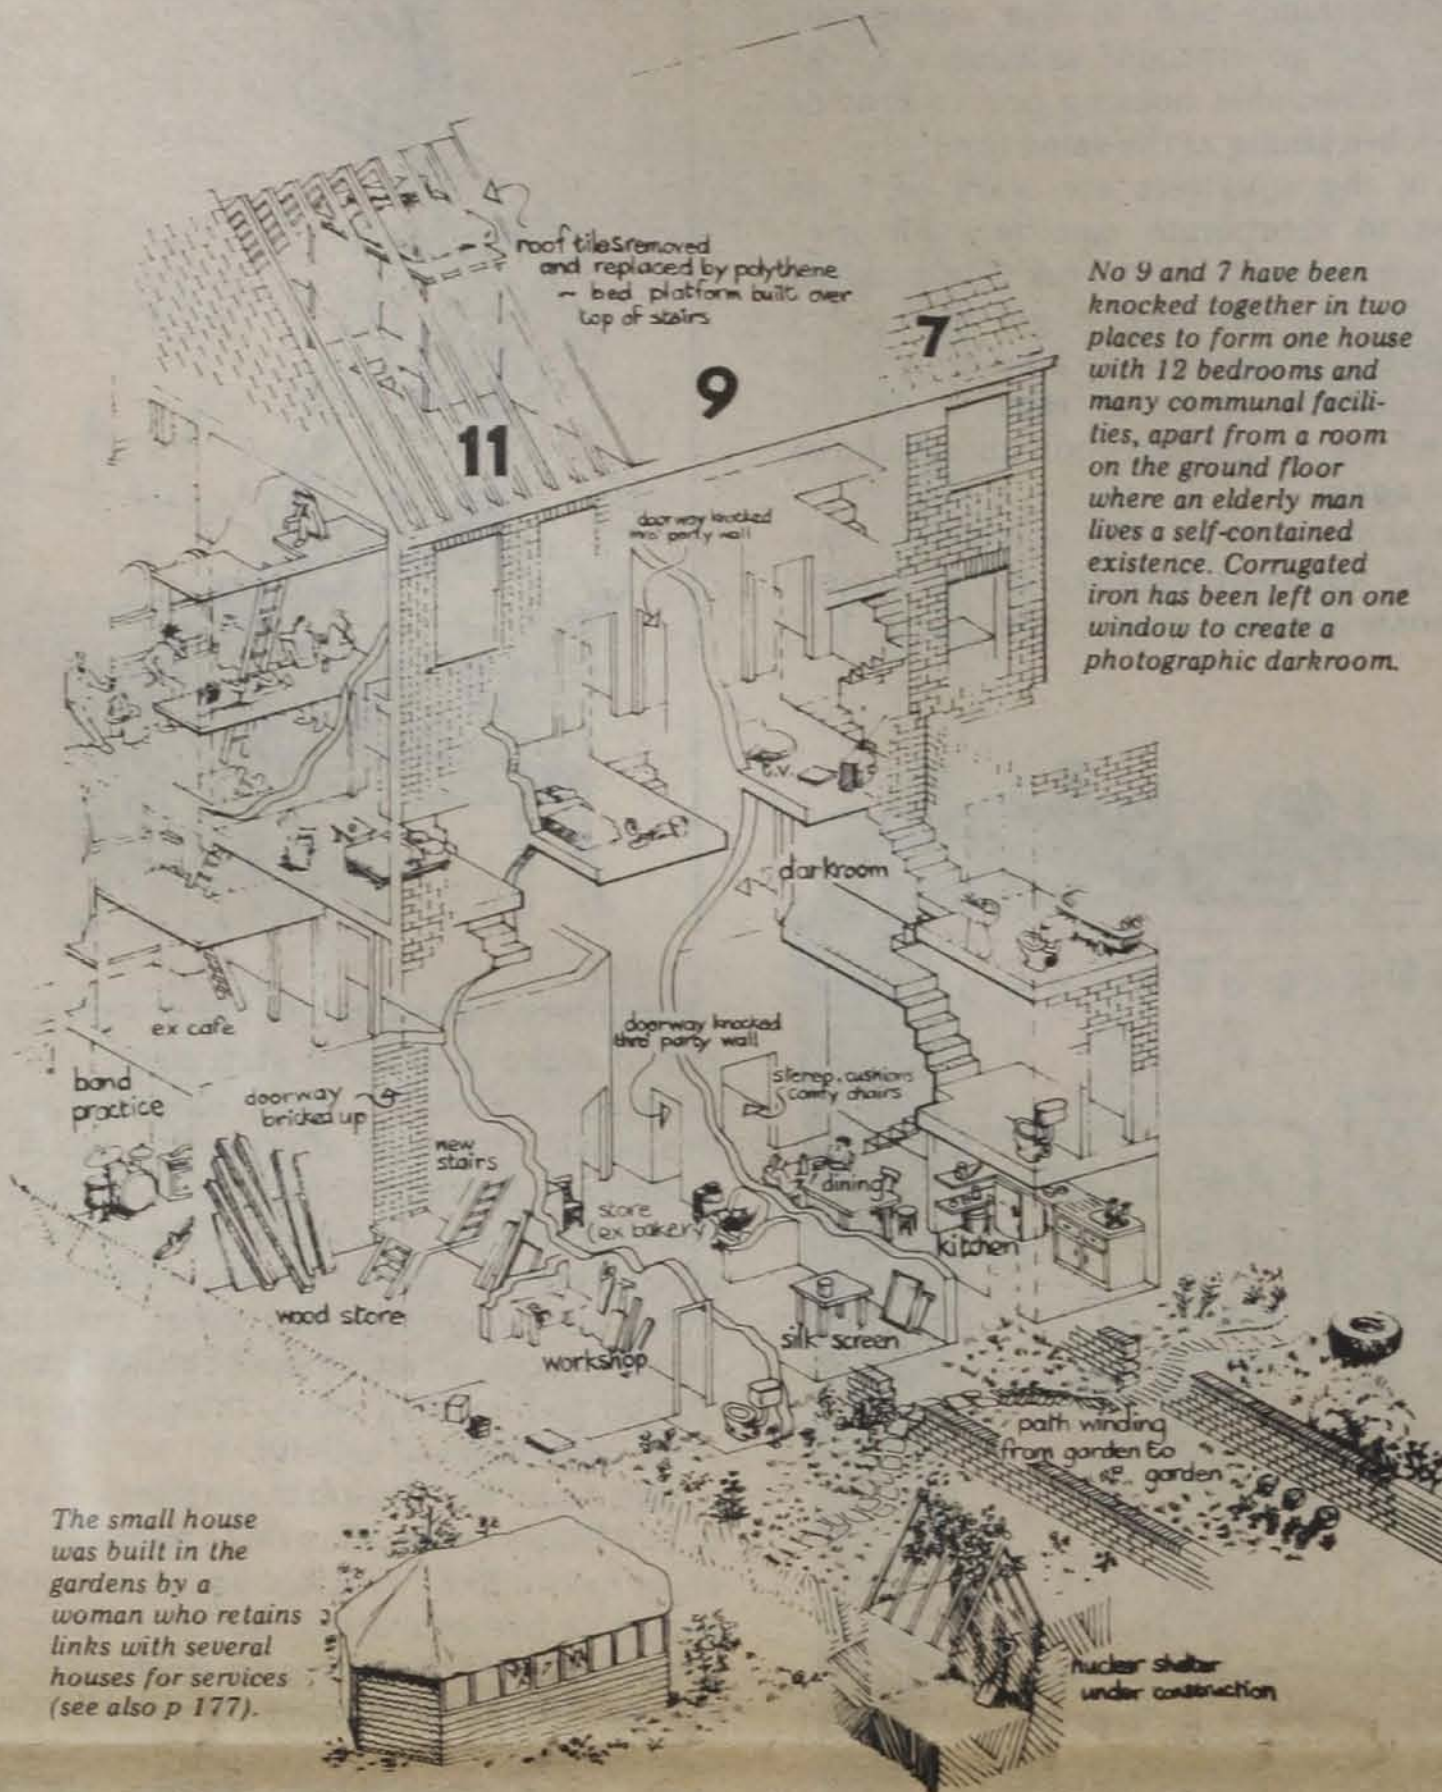 roof tiles removed
and replaced by polythene
~ bed platform built over
top of stairs
No 9 and 7 have been
knocked together in two
places to form one house
with 12 bedrooms and
many communal facili-
ties, apart from a room
on the ground floor
where an elderly man
lives a self-contained
existence. Corrugated
iron has been left on one
window to create a
photographic darkroom.
7
9
11
doorway knocked
thro' party wall
t.v.
darkroom
ex cafe
doorway knocked
thro' party wall
band
practice
doorway
bricked up
stereo, cushions
comfy chairs
new
stairs
dining
store
(ex bakery)
kitchen
wood store
workshop
silk screen
path winding
from garden to
garden
The small house
was built in the
gardens by a
woman who retains
links with several
houses for services
(see also p 177).
nuclear shelter
under construction